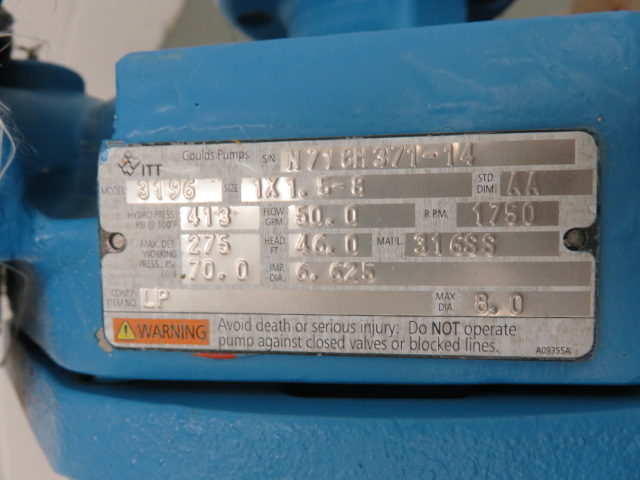 ITT Goulds Pumps S/N N718H371-14
MODEL 3196 SIZE 1X1.5-8 STD DIM. AA
HYDRO PRESS PSI @ 100°F 413 FLOW GPM 50.0 R.P.M. 1750
MAX. DES WORKING PRESS., PSI 275 HEAD FT 46.0 MAT'L. 316SS
70.0 IMP. DIA. 6.625
CONT/ ITEM NO. LP MAX DIA. 8.0
WARNING Avoid death or serious injury: Do NOT operate
pump against closed valves or blocked lines. A09355A